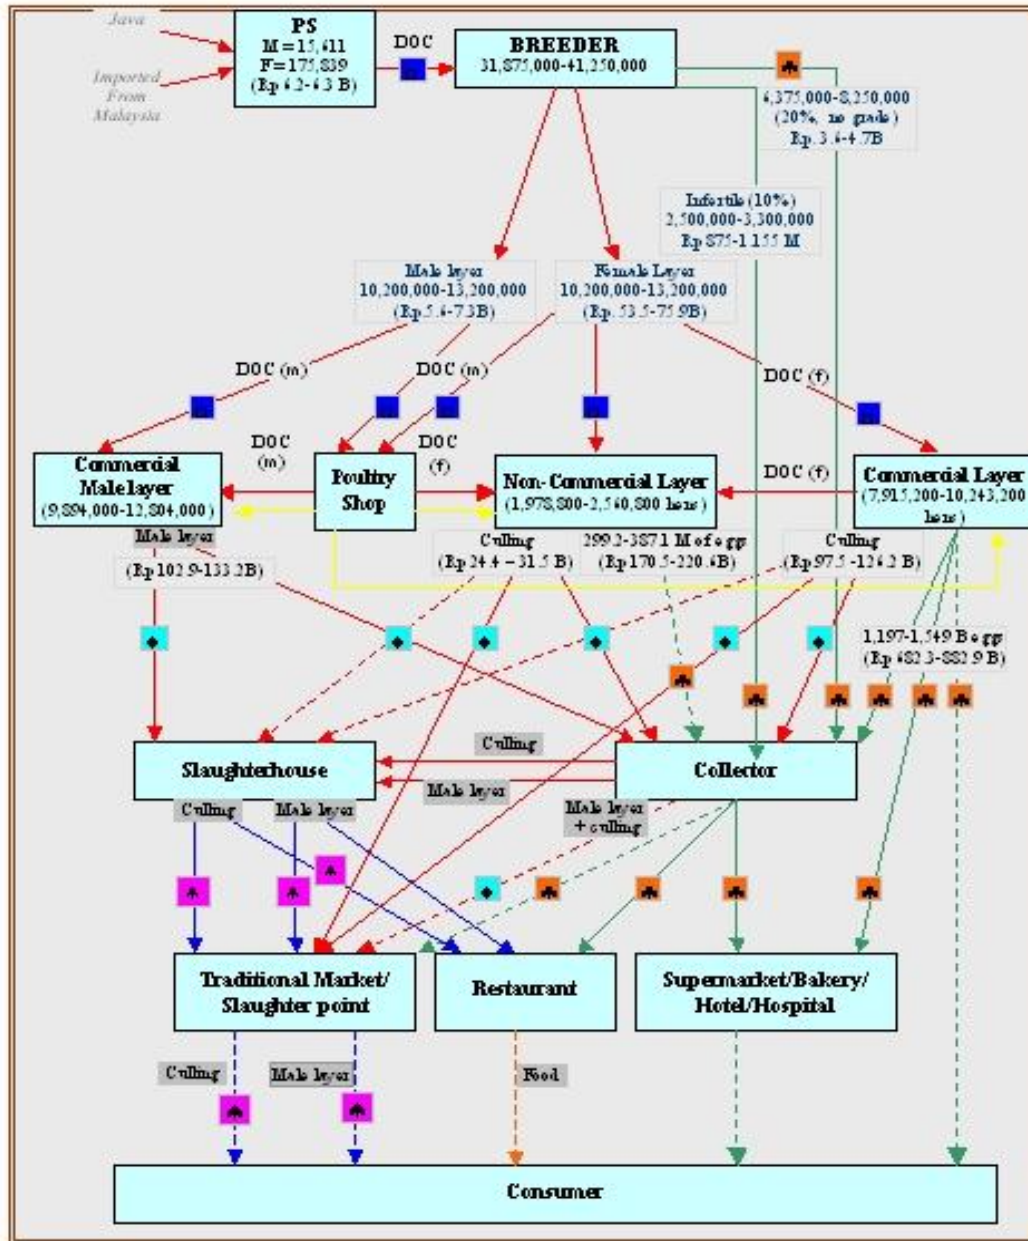 Java
Imported
From
Malaysia
PS
M = 15,611
F= 175,839
(Rp 6.2-6.3 B)
DOC
BREEDER
31,875,000-41,250,000
6,375,000-8,250,000
(20%, no grade)
Rp. 3.6-4.7B
Infertile (10%)
2,500,000-3,300,000
Rp 875-1.155 M
Male layer
10,200,000-13,200,000
(Rp.5.6-7.3B)
Female Layer
10,200,000-13,200,000
(Rp. 53.5-75.9B)
DOC (m)
DOC (m)
DOC (f)
DOC
(m)
DOC
(f)
DOC (f)
Commercial
Male layer
(9,894,000-12,804,000)
Poultry
Shop
Non-Commercial Layer
(1,978,800-2,560,800 hens)
Commercial Layer
(7,915,200-10,243,200
hens)
Male layer
(Rp 102.9-133.2B)
Culling
(Rp 24.4 – 31.5 B)
299.2-387.1 M of eggs
(Rp 170.5-220.6B)
Culling
(Rp 97.5 -126.2 B)
1,197-1,549 B eggs
(Rp 682.3-882.9 B)
Slaughterhouse
Culling
Male layer
Collector
Culling
Male layer
Male layer
+ culling
Traditional Market/
Slaughter point
Restaurant
Supermarket/Bakery/
Hotel/Hospital
Culling
Male layer
Food
Consumer